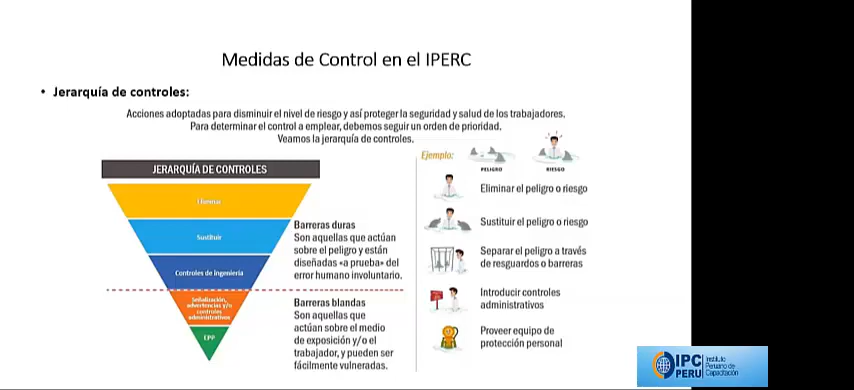 Medidas de Control en el IPERC
• Jerarquía de controles:
Acciones adoptadas para disminuir el nivel de riesgo y así proteger la seguridad y salud de los trabajadores.
Para determinar el control a emplear, debemos seguir un orden de prioridad.
Veamos la jerarquía de controles.
JERARQUÍA DE CONTROLES
Eliminar
Sustituir
Controles de ingeniería
Señalización,
advertencias y/o
controles
administrativos
EPP
Barreras duras
Son aquellas que actúan
sobre el peligro y están
diseñadas «a prueba» del
error humano involuntario.
Barreras blandas
Son aquellas que
actúan sobre el medio
de exposición y/o el
trabajador, y pueden ser
fácilmente vulneradas.
Ejemplo:
PELIGRO
RIESGO
Eliminar el peligro o riesgo
Sustituir el peligro o riesgo
Separar el peligro a través
de resguardos o barreras
Introducir controles
administrativos
Proveer equipo de
protección personal
IPC
PERU
Instituto
Peruano de
Capacitación